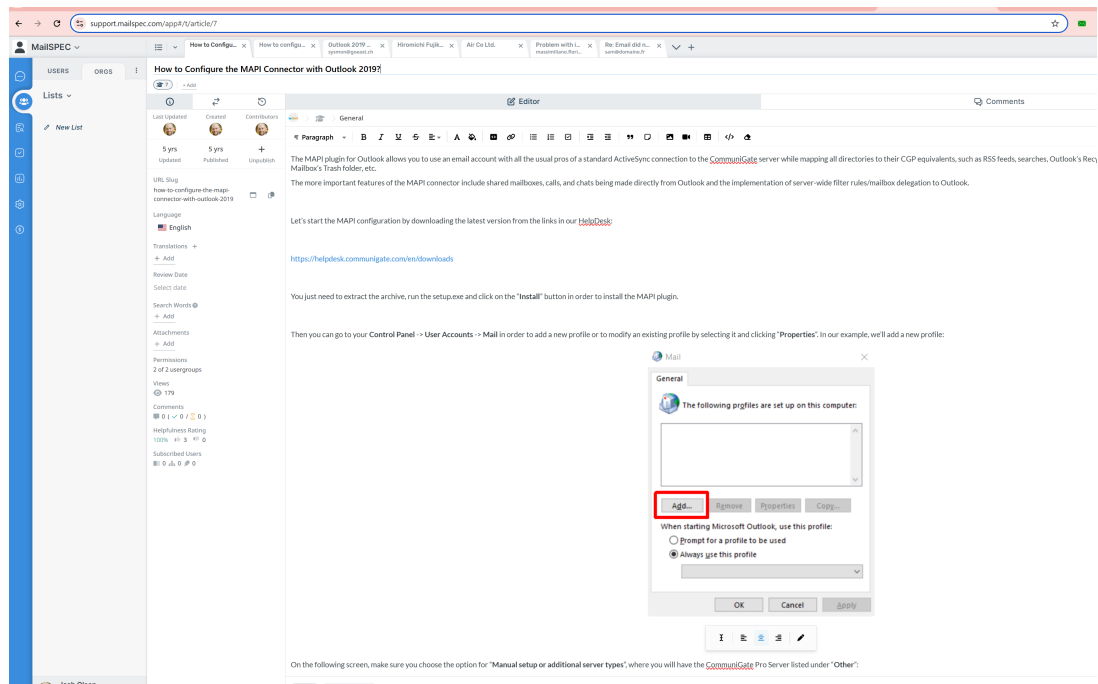 support.mailspec.com/app#/t/article/7
MailSPEC
How to Configu...
How to configu...
Outlook 2019 ...
sysmon@gaeast.ch
Hiromichi Fujik...
Air Co Ltd.
Problem with i...
massimiliano.fteri...
Re: Email did n...
sam@domaine.fr
USERS
ORGS
Lists
New List
How to Configure the MAPI Connector with Outlook 2019?
7
+ Add
Editor
Comments
Last Updated
Created
Contributors
5 yrs
Updated
5 yrs
Published
+
Unpublish
URL Slug
how-to-configure-the-mapi-
connector-with-outlook-2019
Language
English
Translations +
+ Add
Review Date
Select date
Search Words
+ Add
Attachments
+ Add
Permissions
2 of 2 usergroups
Views
179
Comments
0 ( 0 / 0 )
Helpfulness Rating
100% 3 0
Subscribed Users
0 0 0
General
Paragraph
The MAPI plugin for Outlook allows you to use an email account with all the usual pros of a standard ActiveSync connection to the CommuniGate server while mapping all directories to their CGP equivalents, such as RSS feeds, searches, Outlook's Recy
Mailbox's Trash folder, etc.
The more important features of the MAPI connector include shared mailboxes, calls, and chats being made directly from Outlook and the implementation of server-wide filter rules/mailbox delegation to Outlook.
Let's start the MAPI configuration by downloading the latest version from the links in our HelpDesk:
https://helpdesk.communigate.com/en/downloads
You just need to extract the archive, run the setup.exe and click on the "Install" button in order to install the MAPI plugin.
Then you can go to your Control Panel -> User Accounts -> Mail in order to add a new profile or to modify an existing profile by selecting it and clicking "Properties". In our example, we'll add a new profile:
Mail
General
The following profiles are set up on this computer:
Add...
Remove
Properties
Copy...
When starting Microsoft Outlook, use this profile:
Prompt for a profile to be used
Always use this profile
OK
Cancel
Apply
On the following screen, make sure you choose the option for "Manual setup or additional server types", where you will have the CommuniGate Pro Server listed under "Other":